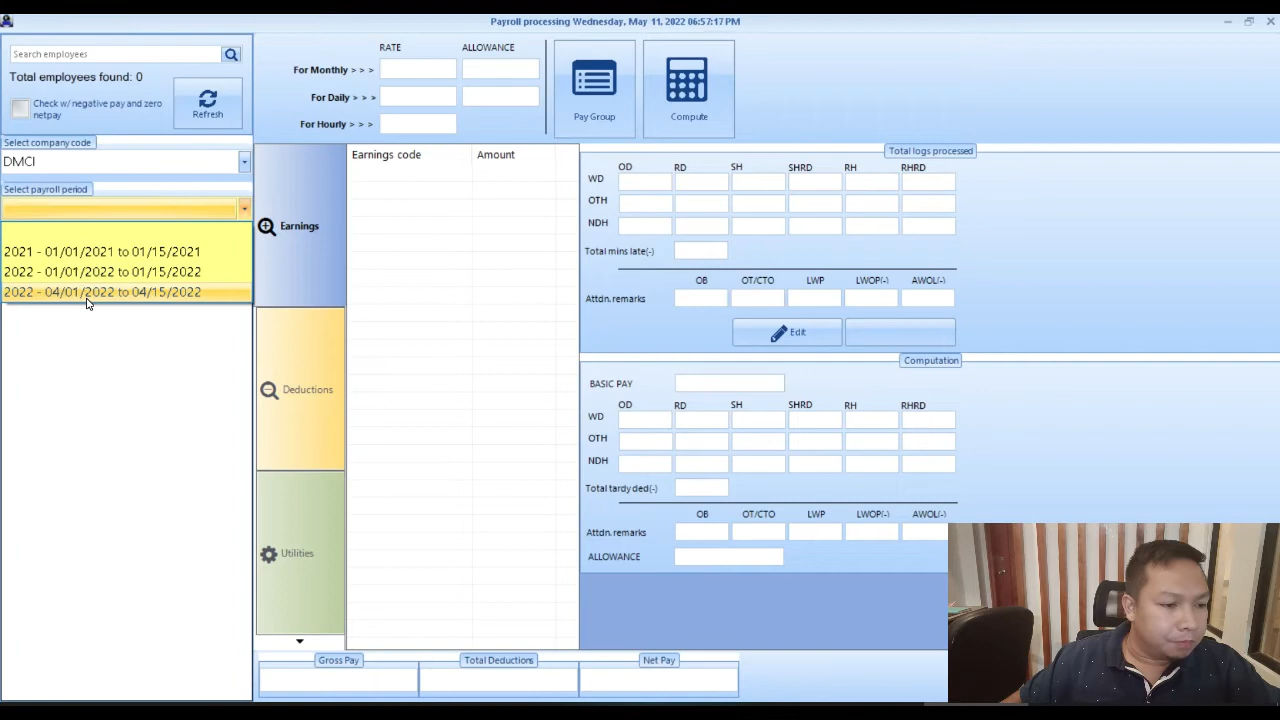 Payroll processing Wednesday, May 11, 2022 06:57:17 PM
Search employees
Total employees found: 0
Check w/ negative pay and zero
netpay
Refresh
Select company code
DMCI
Select payroll period
2021 - 01/01/2021 to 01/15/2021
2022 - 01/01/2022 to 01/15/2022
2022 - 04/01/2022 to 04/15/2022
RATE ALLOWANCE
For Monthly > > >
For Daily > > >
For Hourly > > >
Pay Group
Compute
Earnings
Deductions
Utilities
Earnings code Amount
Total logs processed
OD RD SH SHRD RH RHRD
WD
OTH
NDH
Total mins late(-)
OB OT/CTO LWP LWOP(-) AWOL(-)
Attdn. remarks
Edit
Computation
BASIC PAY
OD RD SH SHRD RH RHRD
WD
OTH
NDH
Total tardy ded(-)
OB OT/CTO LWP LWOP(-) AWOL(-)
Attdn. remarks
ALLOWANCE
Gross Pay
Total Deductions
Net Pay